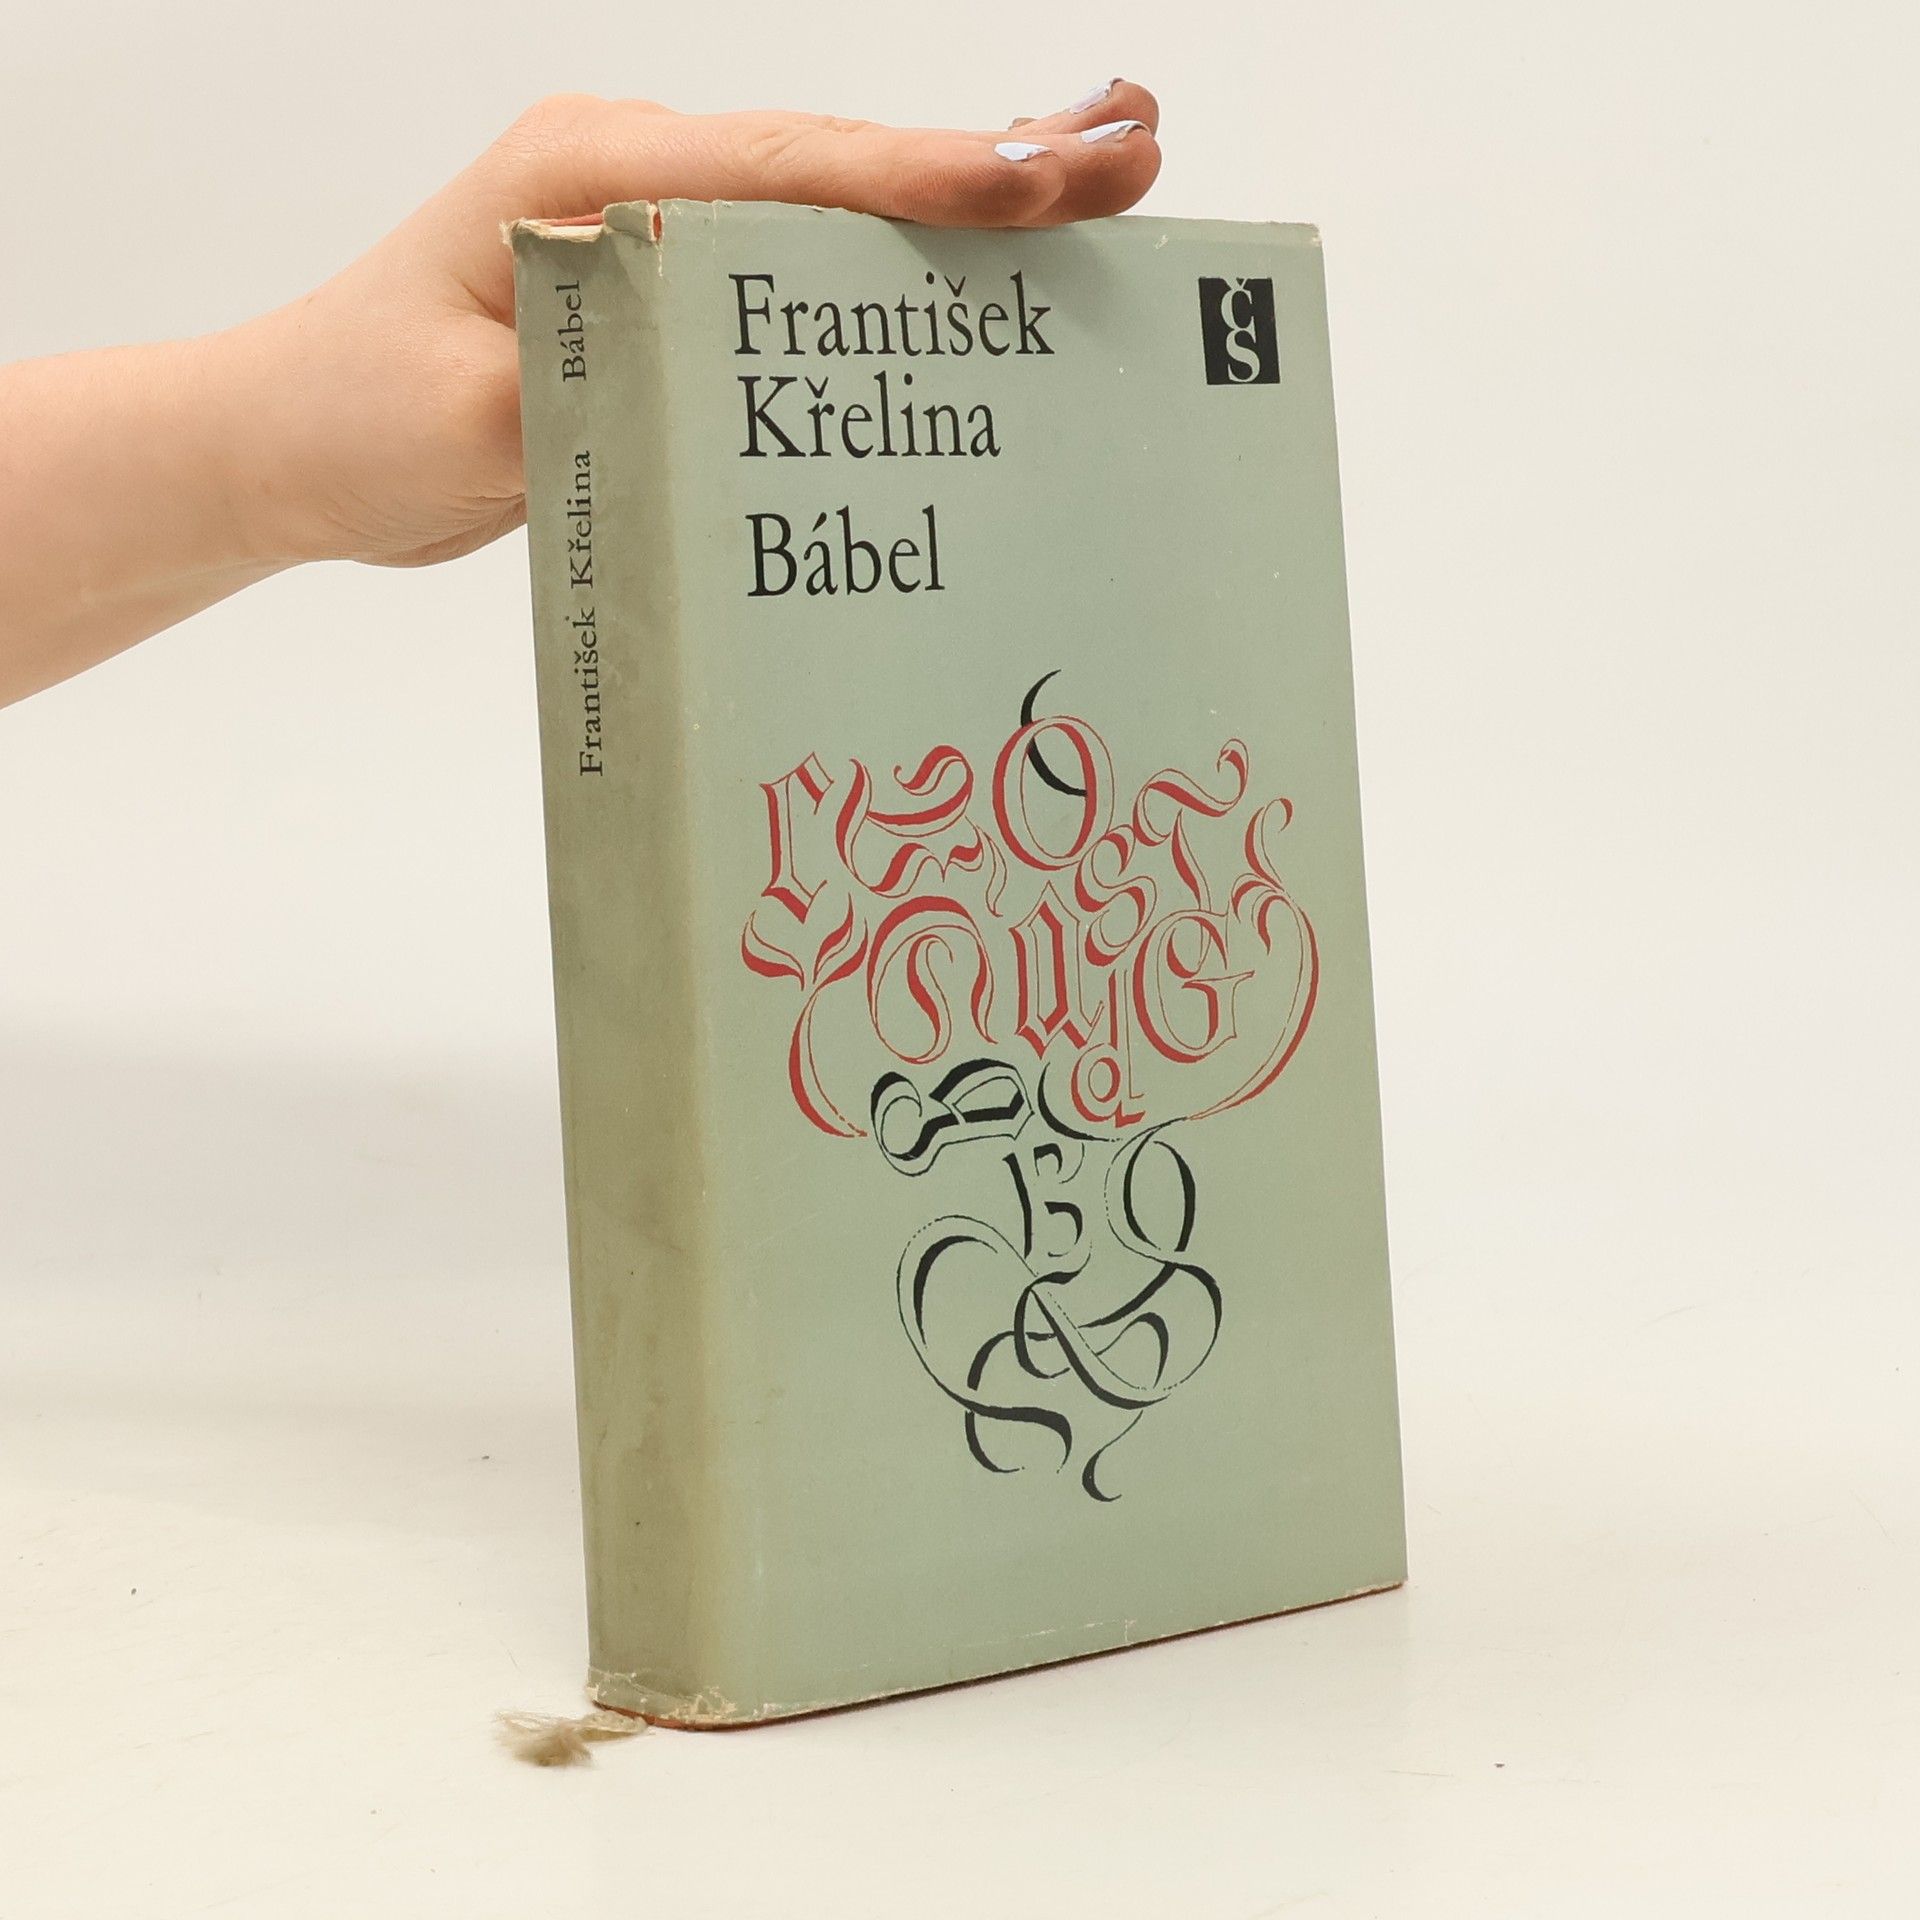 František
Křelina
Bábel
ČS
František Křelina Bábel